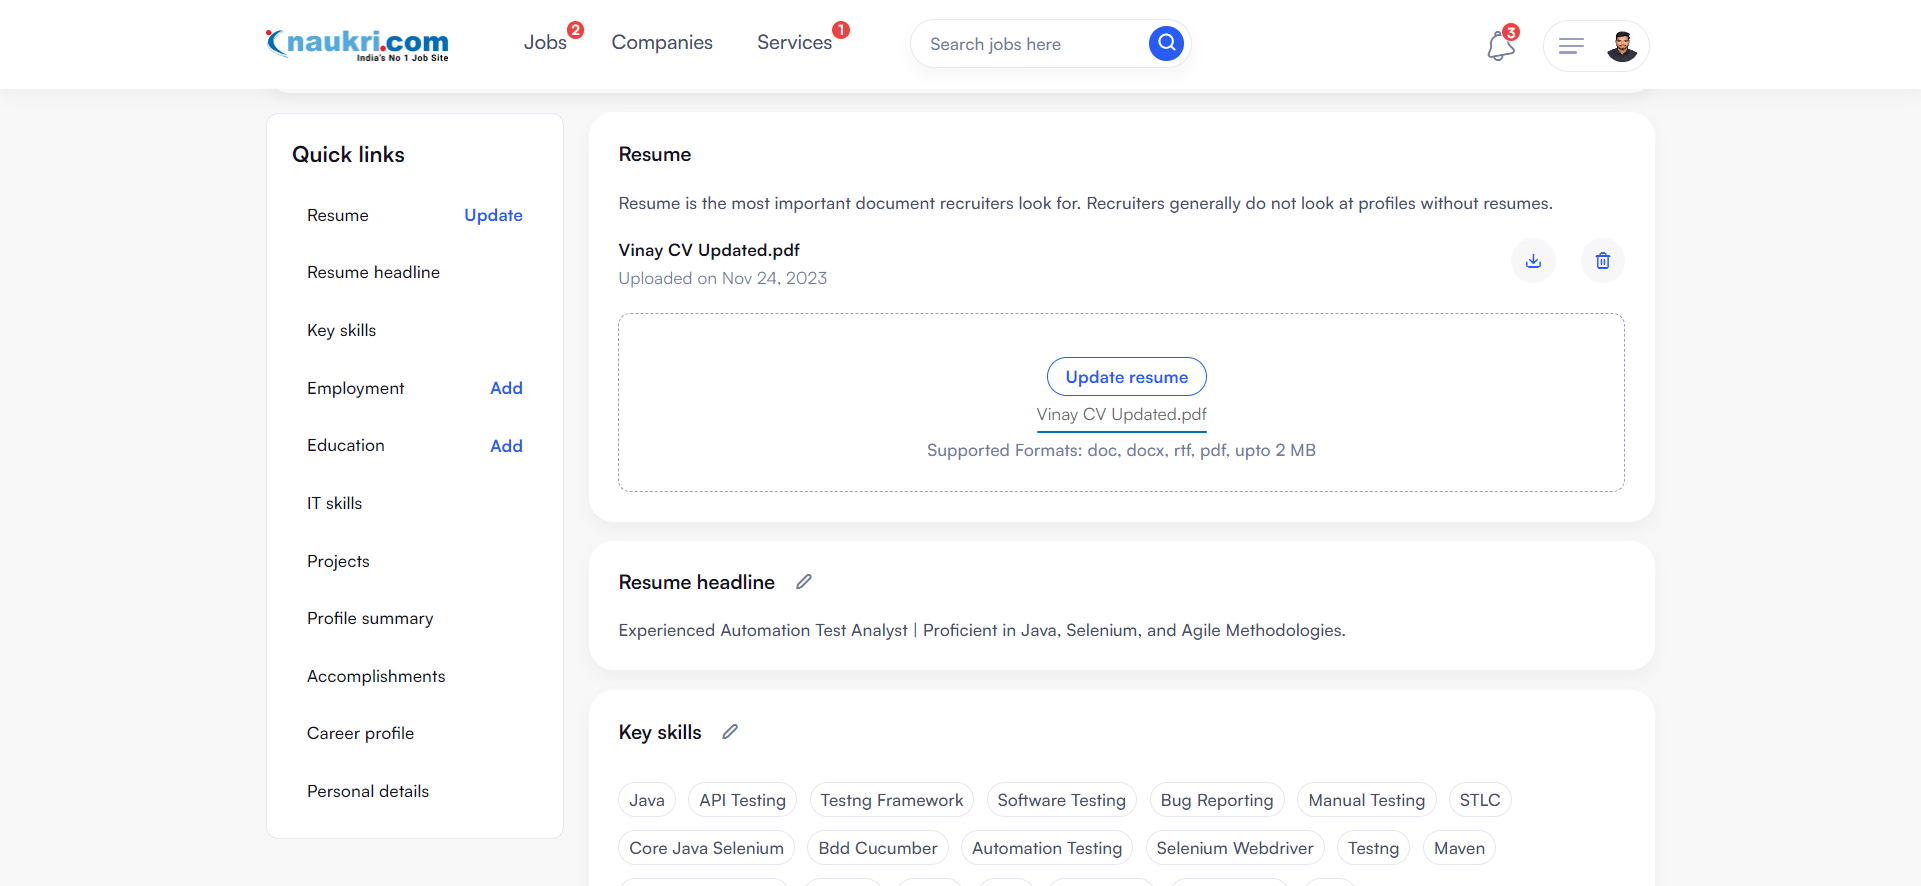 naukri.com
India's No 1 Job Site
Jobs 2
Companies
Services 1
Search jobs here
3
Quick links
Resume Update
Resume headline
Key skills
Employment Add
Education Add
IT skills
Projects
Profile summary
Accomplishments
Career profile
Personal details
Resume
Resume is the most important document recruiters look for. Recruiters generally do not look at profiles without resumes.
Vinay CV Updated.pdf
Uploaded on Nov 24, 2023
Update resume
Vinay CV Updated.pdf
Supported Formats: doc, docx, rtf, pdf, upto 2 MB
Resume headline
Experienced Automation Test Analyst | Proficient in Java, Selenium, and Agile Methodologies.
Key skills
Java API Testing Testng Framework Software Testing Bug Reporting Manual Testing STLC
Core Java Selenium Bdd Cucumber Automation Testing Selenium Webdriver Testng Maven